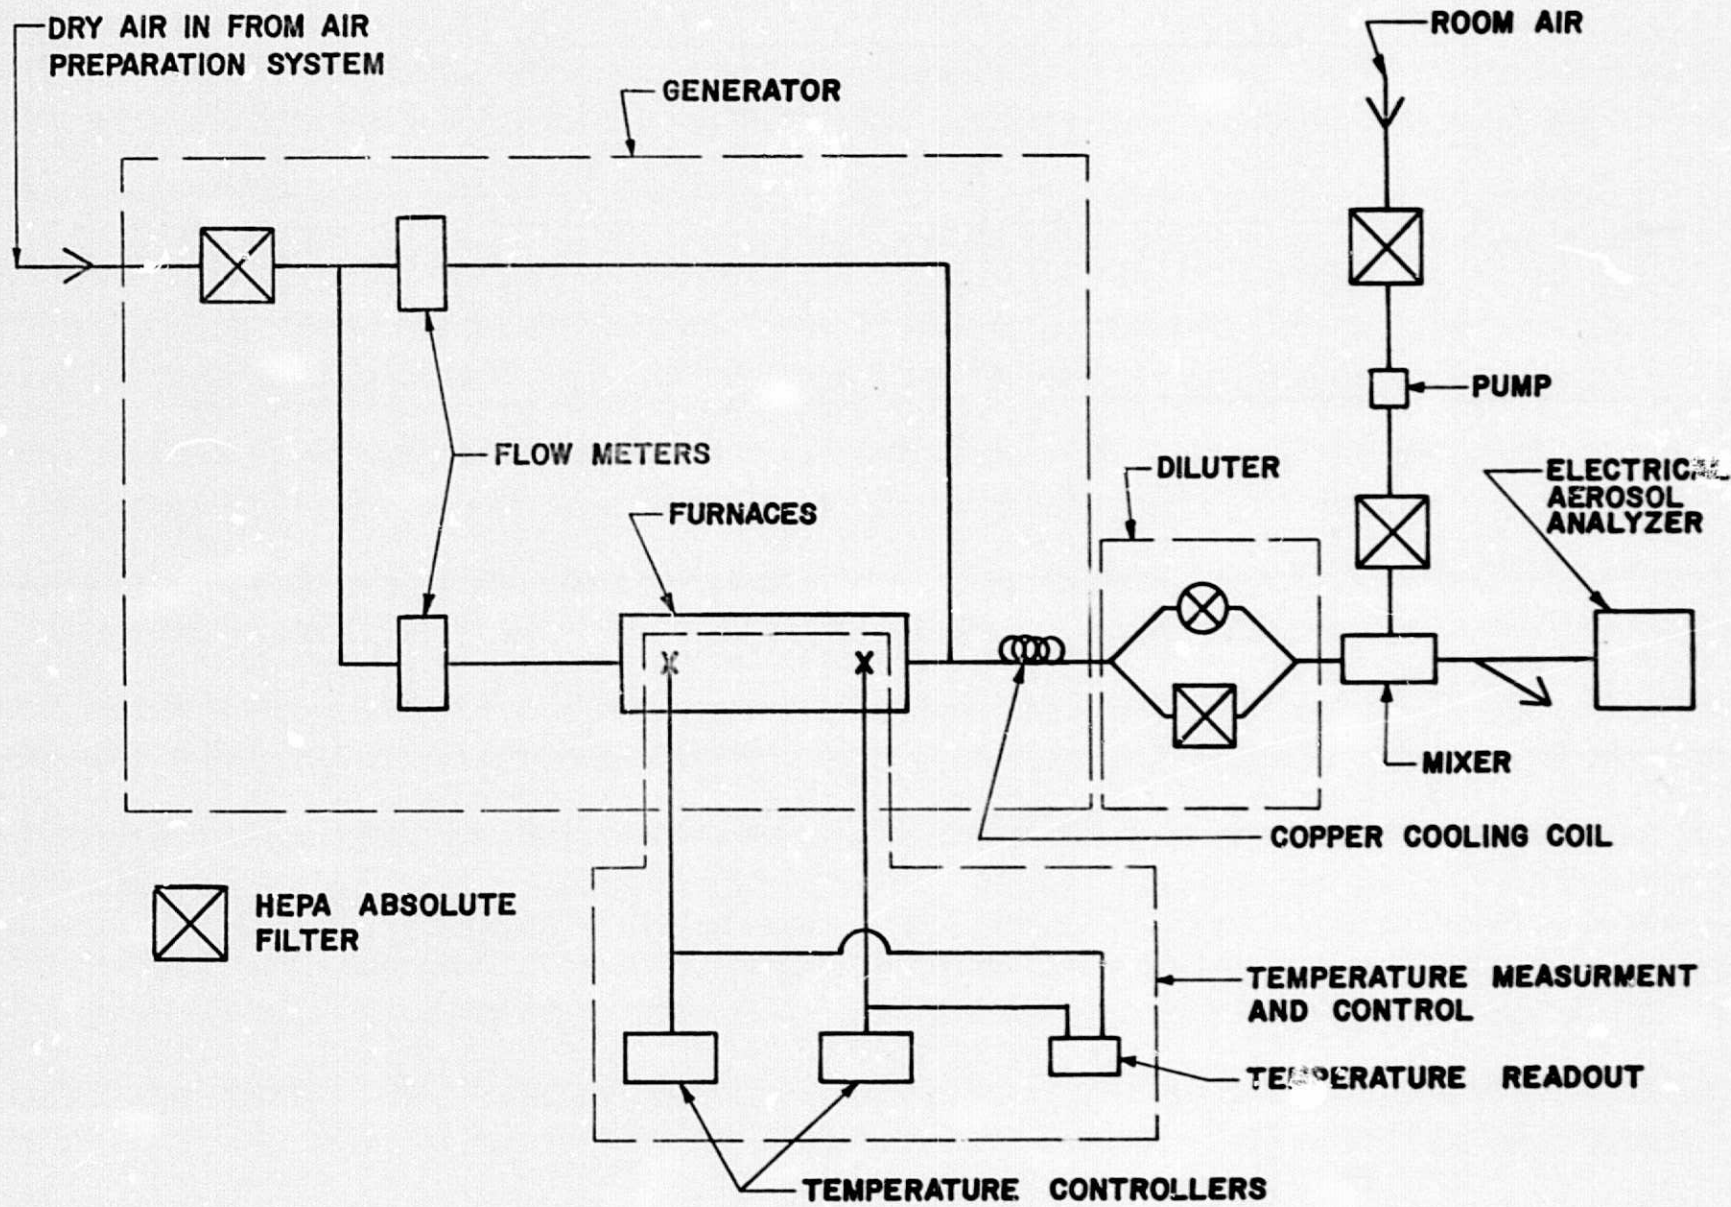 DRY AIR IN FROM AIR
PREPARATION SYSTEM
ROOM AIR
GENERATOR
PUMP
FLOW METERS
DILUTER
ELECTRICAL
AEROSOL
ANALYZER
FURNACES
MIXER
COPPER COOLING COIL
HEPA ABSOLUTE
FILTER
TEMPERATURE MEASURMENT
AND CONTROL
TEMPERATURE READOUT
TEMPERATURE CONTROLLERS
X X